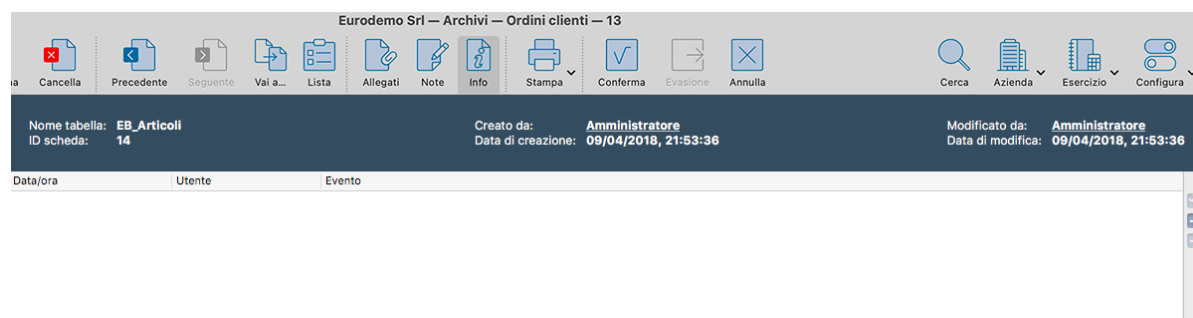 Eurodemo Srl — Archivi — Ordini clienti — 13
Cancella Precedente Seguente Vai a... Lista Allegati Note Info Stampa Conferma Evasione Annulla Cerca Azienda Esercizio Configura
Nome tabella: EB_Articoli Creato da: Amministratore Modificato da: Amministratore
ID scheda: 14 Data di creazione: 09/04/2018, 21:53:36 Data di modifica: 09/04/2018, 21:53:36
Data/ora Utente Evento